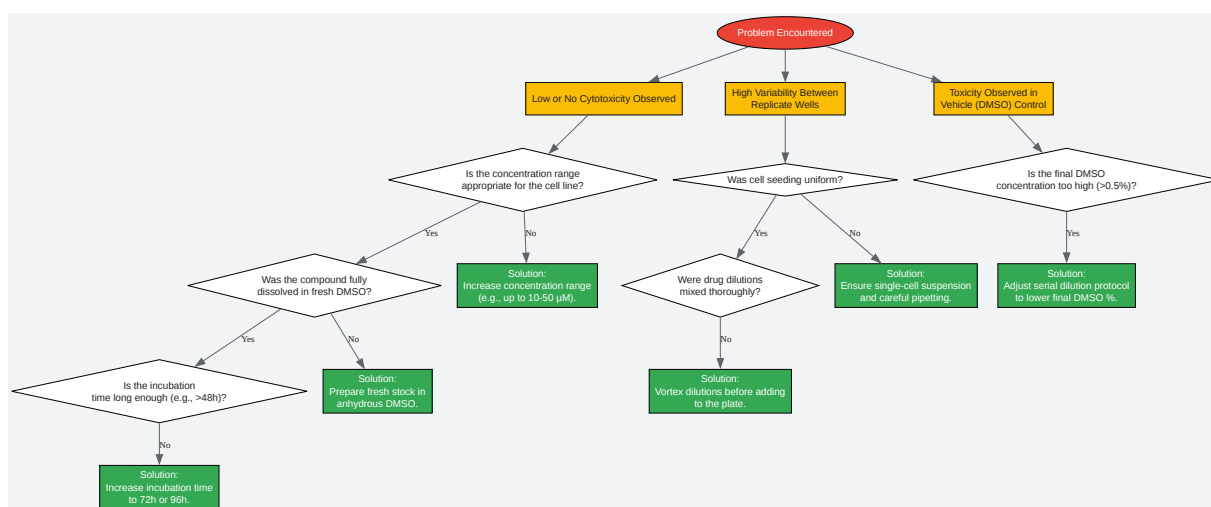 Problem Encountered
Low or No Cytotoxicity Observed
High Variability Between
Replicate Wells
Toxicity Observed in
Vehicle (DMSO) Control
Is the concentration range
appropriate for the cell line?
Was cell seeding uniform?
Is the final DMSO
concentration too high (>0.5%)?
Yes
No
Yes
No
Yes
Was the compound fully
dissolved in fresh DMSO?
Solution:
Increase concentration range
(e.g., up to 10-50 µM).
Were drug dilutions
mixed thoroughly?
Solution:
Ensure single-cell suspension
and careful pipetting.
Solution:
Adjust serial dilution protocol
to lower final DMSO %.
Yes
No
No
Is the incubation
time long enough (e.g., >48h)?
Solution:
Prepare fresh stock in
anhydrous DMSO.
Solution:
Vortex dilutions before adding
to the plate.
No
Solution:
Increase incubation time
to 72h or 96h.